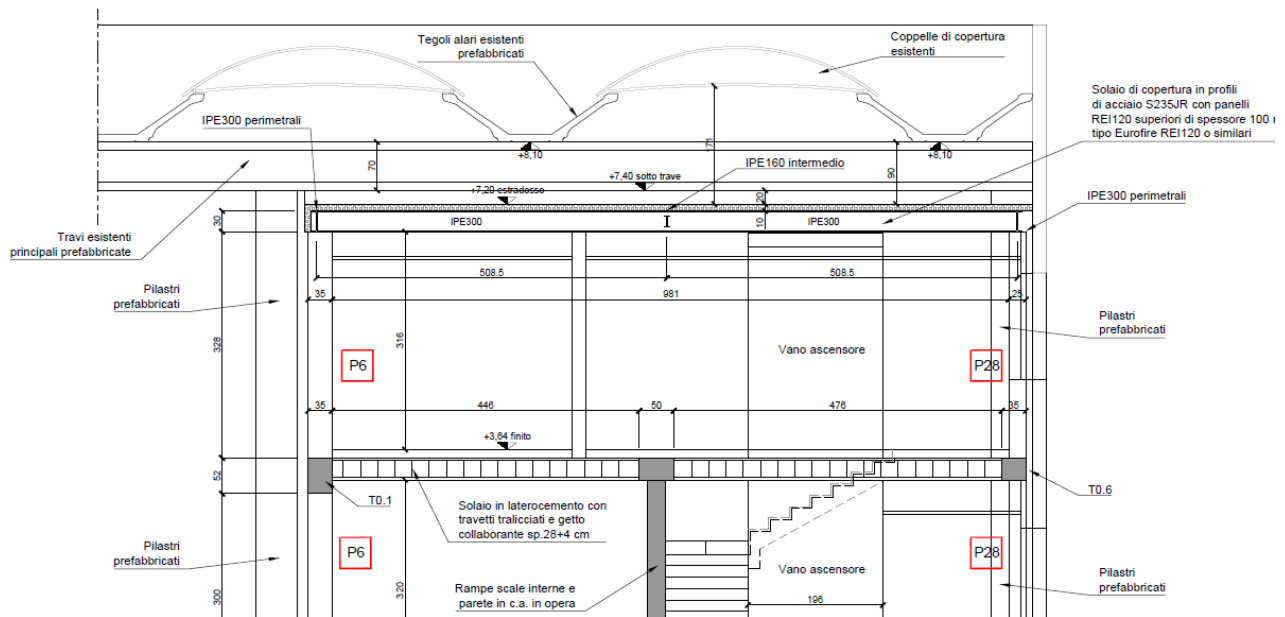 Tegoli alari esistenti
prefabbricati
Coppelle di copertura
esistenti
Solaio di copertura in profili
di acciaio S235JR con panelli
REI120 superiori di spessore 100
tipo Eurofire REI120 o similari
IPE300 perimetrali
+8,10
+8,10
70
171
90
IPE160 intermedio
+7,40 sotto trave
+7,20 estradosso
20
IPE300 perimetrali
30
IPE300
IPE300
10
Travi esistenti
principali prefabbricate
508.5
508.5
35
981
25
Pilastri
prefabbricati
Pilastri
prefabbricati
328
316
Vano ascensore
P6
P28
35
446
50
476
35
+3,64 finito
52
T0.1
T0.6
Solaio in laterocemento con
travetti tralicciati e getto
collaborante sp.28+4 cm
Pilastri
prefabbricati
P6
P28
Vano ascensore
Pilastri
prefabbricati
Rampe scale interne e
parete in c.a. in opera
300
320
196